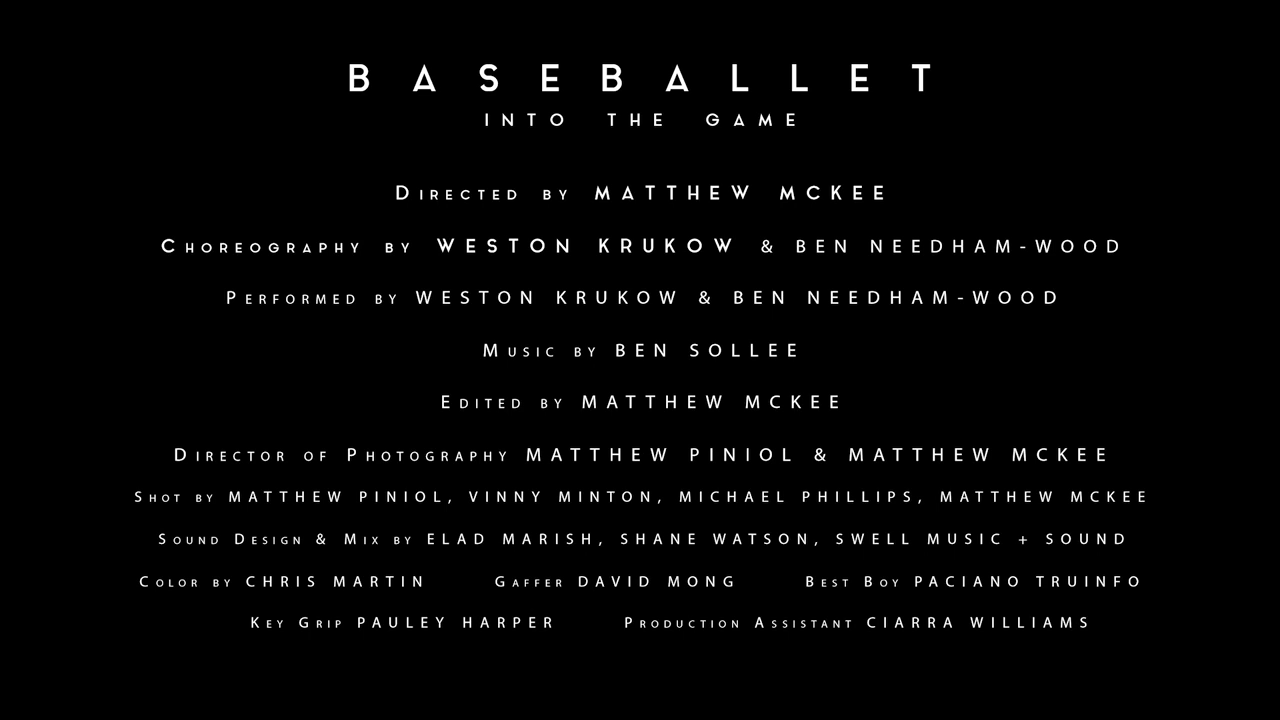 BASEBALLET
INTO THE GAME
Directed by MATTHEW MCKEE
Choreography by WESTON KRUKOW & BEN NEEDHAM-WOOD
Performed by WESTON KRUKOW & BEN NEEDHAM-WOOD
Music by BEN SOLLEE
Edited by MATTHEW MCKEE
Director of Photography MATTHEW PINIOL & MATTHEW MCKEE
Shot by MATTHEW PINIOL, VINNY MINTON, MICHAEL PHILLIPS, MATTHEW MCKEE
Sound Design & Mix by ELAD MARISH, SHANE WATSON, SWELL MUSIC + SOUND
Color by CHRIS MARTIN Gaffer DAVID MONG Best Boy PACIANO TRUINFO
Key Grip PAULEY HARPER Production Assistant CIARRA WILLIAMS